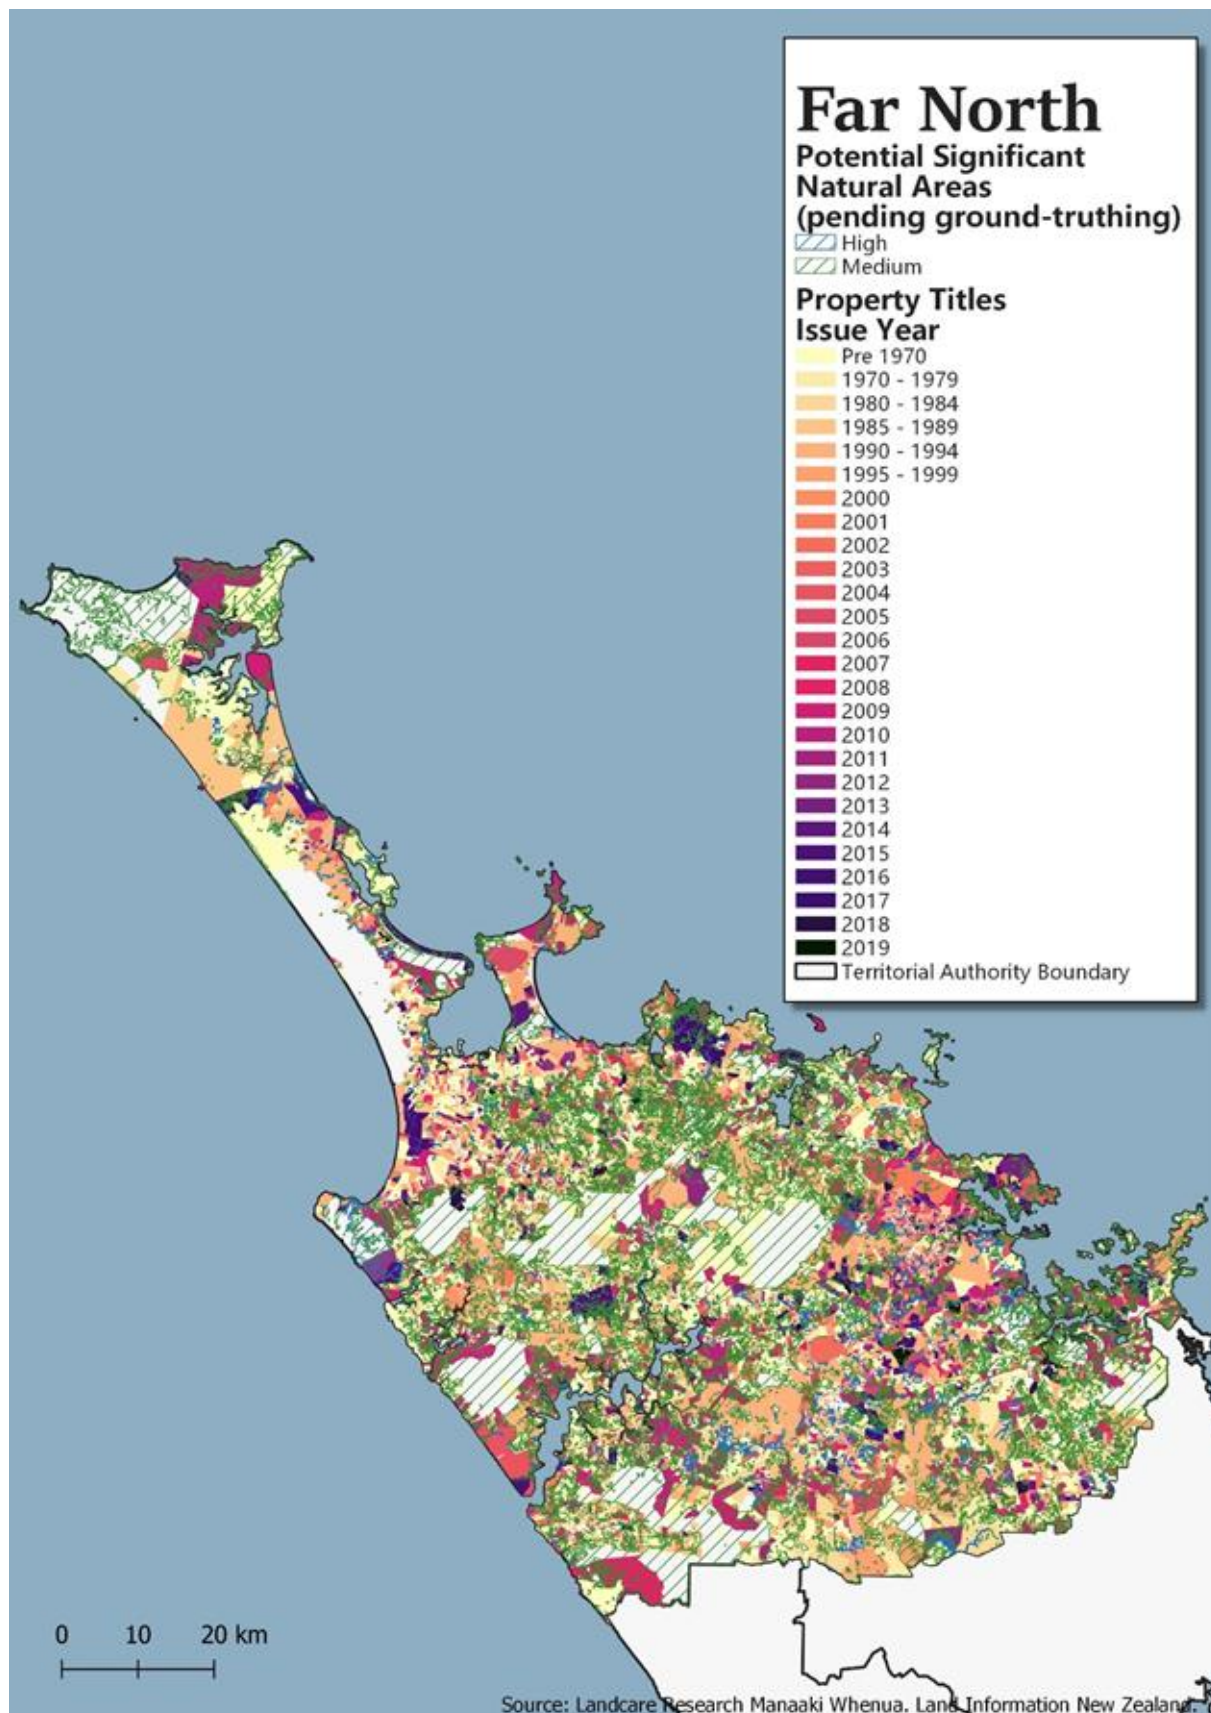 Far North
Potential Significant
Natural Areas
(pending ground-truthing)
High
Medium
Property Titles
Issue Year
Pre 1970
1970 - 1979
1980 - 1984
1985 - 1989
1990 - 1994
1995 - 1999
2000
2001
2002
2003
2004
2005
2006
2007
2008
2009
2010
2011
2012
2013
2014
2015
2016
2017
2018
2019
Territorial Authority Boundary
0 10 20 km
Source: Landcare Research Manaaki Whenua. Land Information New Zealand.